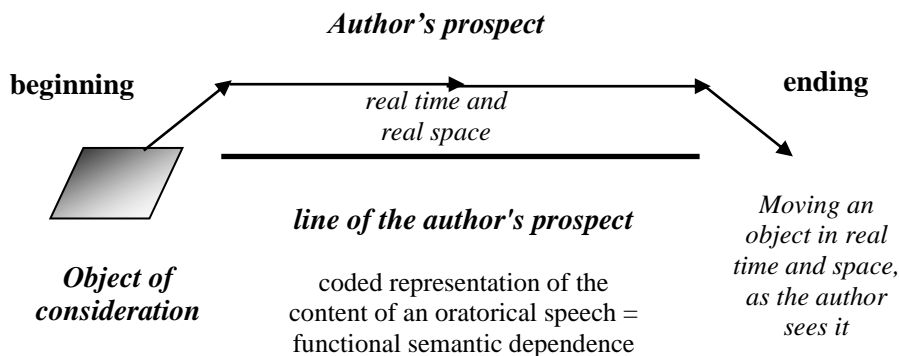 Author's prospect
beginning
ending
real time and
real space
line of the author's prospect
Object of
consideration
coded representation of the
content of an oratorical speech =
functional semantic dependence
Moving an
object in real
time and space,
as the author
sees it